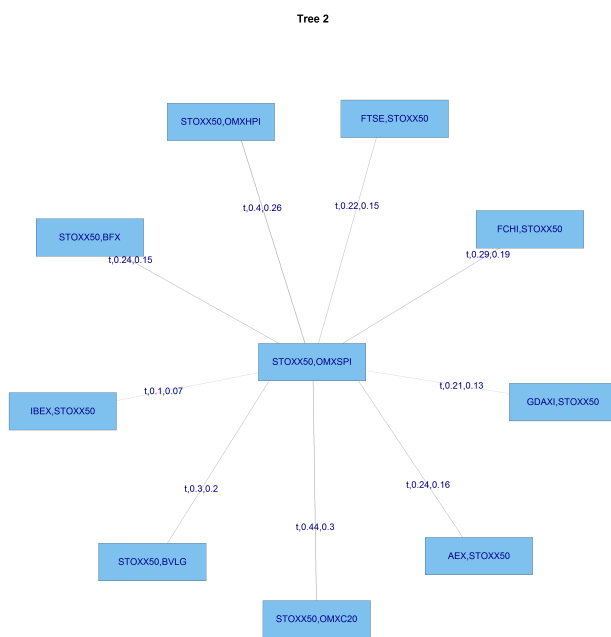 Tree 2
STOXX50,OMXHPI
FTSE,STOXX50
t,0.4,0.26
t,0.22,0.15
STOXX50,BFX
FCHI,STOXX50
t,0.24,0.15
t,0.29,0.19
STOXX50,OMXSPI
IBEX,STOXX50
t,0.1,0.07
t,0.21,0.13
GDAXI,STOXX50
t,0.3,0.2
t,0.24,0.16
t,0.44,0.3
STOXX50,BVLG
AEX,STOXX50
STOXX50,OMXC20